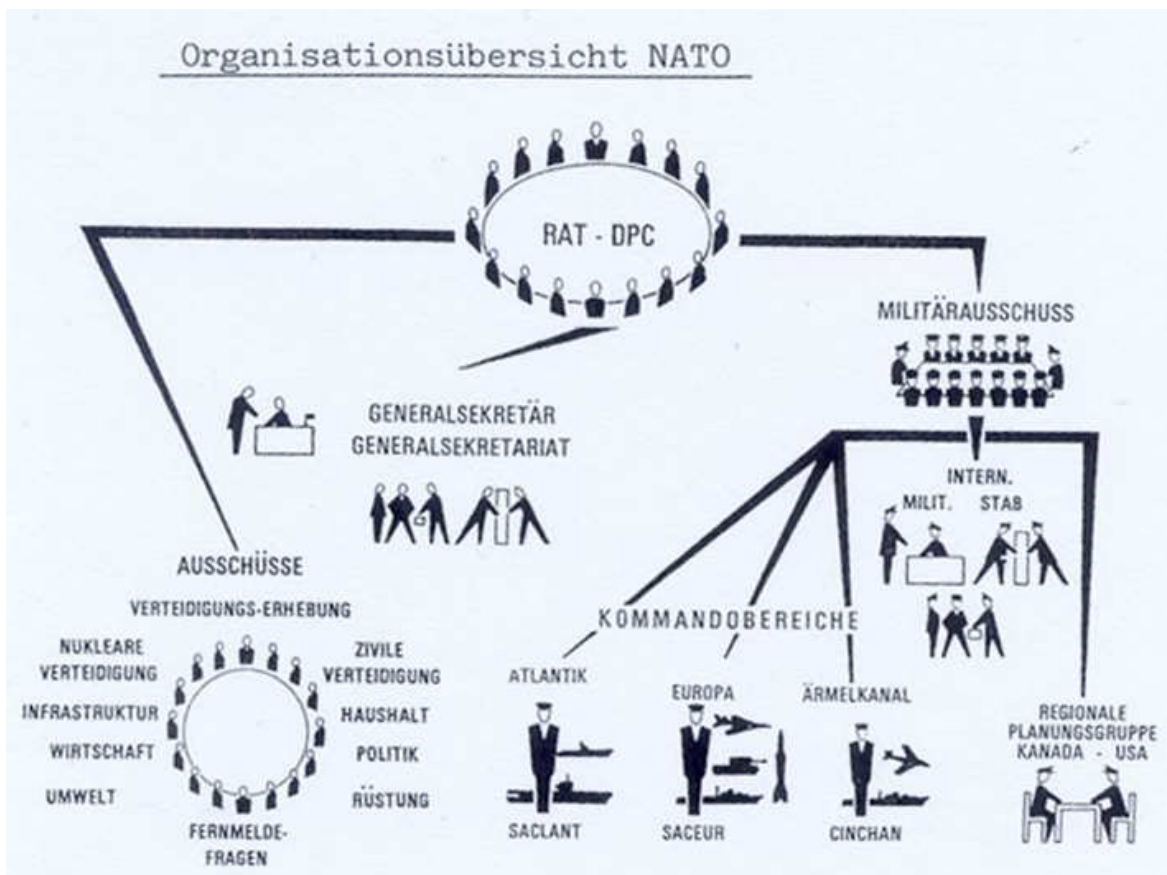 Organisationsübersicht NATO
RAT - DPC
MILITÄRAUSSCHUSS
GENERALSEKRETÄR
GENERALSEKRETARIAT
INTERN.
MILIT. STAB
AUSSCHÜSSE
VERTEIDIGUNGS-ERHEBUNG
NUKLEARE
VERTEIDIGUNG
ZIVILE
VERTEIDIGUNG
INFRASTRUKTUR
HAUSHALT
WIRTSCHAFT
POLITIK
UMWELT
RÜSTUNG
FERNMELDE-
FRAGEN
KOMMANDOBEREICHE
ATLANTIK
SACLANT
EUROPA
SACEUR
ÄRMELKANAL
CINCHAN
REGIONALE
PLANUNGSGRUPPE
KANADA - USA